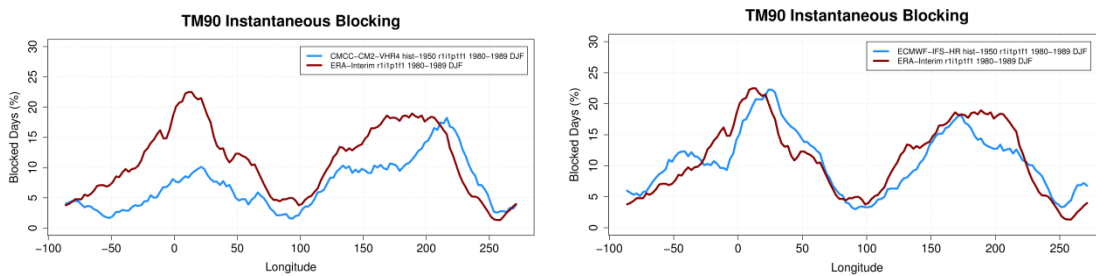 TM90 Instantaneous Blocking
CMCC-CM2-VHR4 hist-1950 r1i1p1f1 1980-1989 DJF
ERA-Interim r1i1p1f1 1980-1989 DJF
Blocked Days (%)
30
25
20
15
10
5
0
-100 -50 0 50 100 150 200 250
Longitude
TM90 Instantaneous Blocking
ECMWF-IFS-HR hist-1950 r1i1p1f1 1980-1989 DJF
ERA-Interim r1i1p1f1 1980-1989 DJF
Blocked Days (%)
30
25
20
15
10
5
0
-100 -50 0 50 100 150 200 250
Longitude